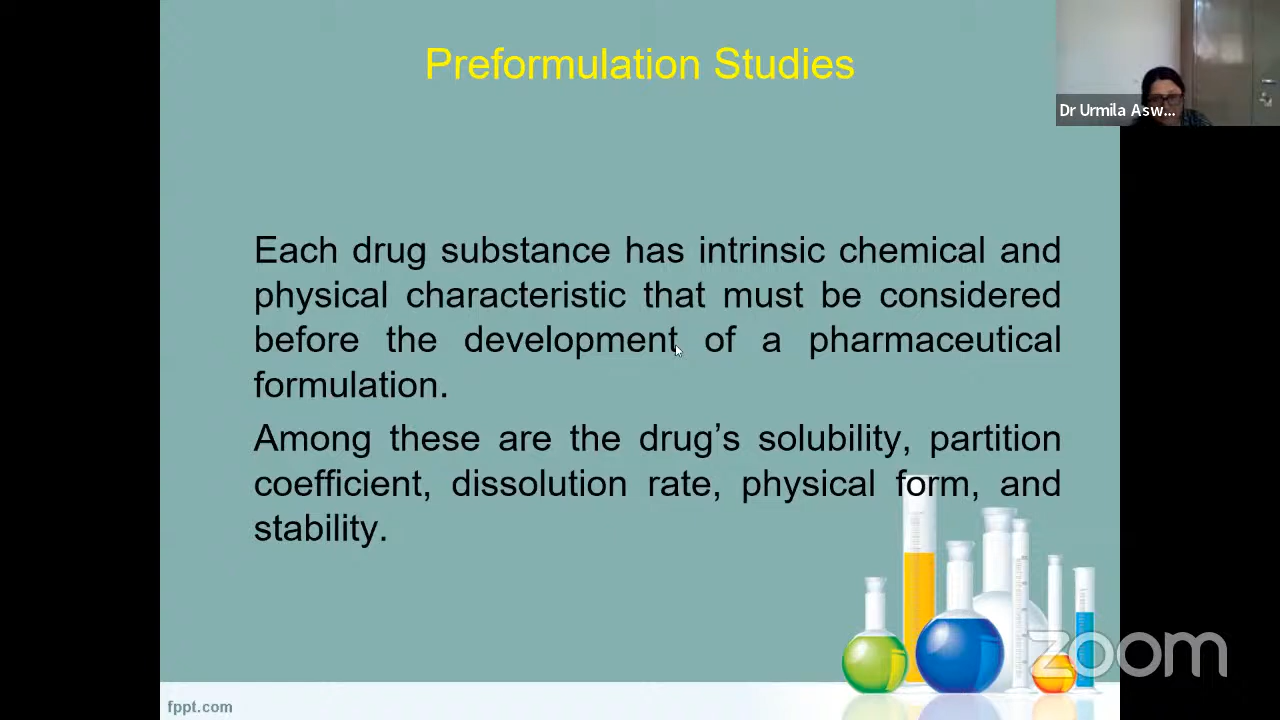 Preformulation Studies
Dr Urmila Asw...
Each drug substance has intrinsic chemical and
physical characteristic that must be considered
before the development of a pharmaceutical
formulation.
Among these are the drug’s solubility, partition
coefficient, dissolution rate, physical form, and
stability.
zoom
fppt.com